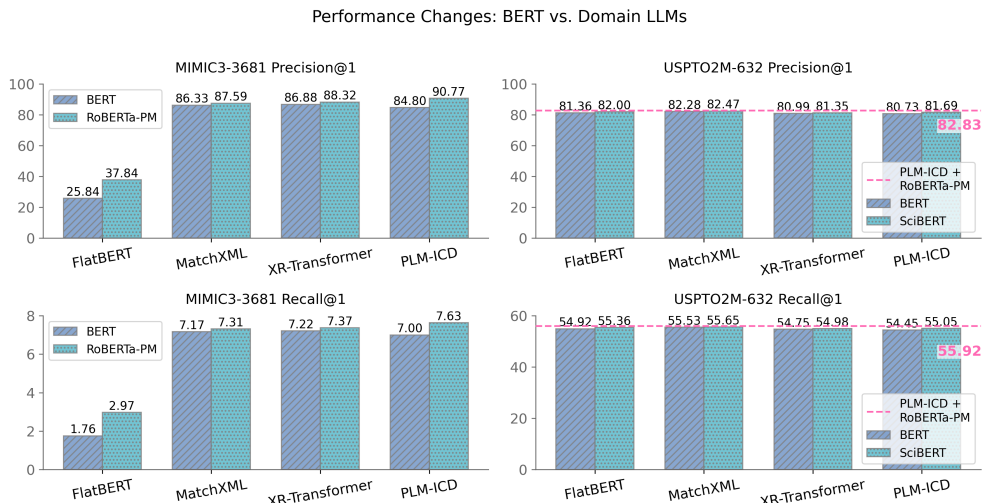 Performance Changes: BERT vs. Domain LLMs
MIMIC3-3681 Precision@1
100
80
60
40
20
0
BERT
RoBERTa-PM
25.84
37.84
86.33
87.59
86.88
88.32
84.80
90.77
FlatBERT
MatchXML
XR-Transformer
PLM-ICD
USPTO2M-632 Precision@1
100
80
60
40
20
0
81.36
82.00
82.28
82.47
80.99
81.35
80.73
81.69
82.83
PLM-ICD +
RoBERTa-PM
BERT
SciBERT
FlatBERT
MatchXML
XR-Transformer
PLM-ICD
MIMIC3-3681 Recall@1
8
6
4
2
0
BERT
RoBERTa-PM
1.76
2.97
7.17
7.31
7.22
7.37
7.00
7.63
FlatBERT
MatchXML
XR-Transformer
PLM-ICD
USPTO2M-632 Recall@1
60
40
20
0
54.92
55.36
55.53
55.65
54.75
54.98
54.45
55.05
55.92
PLM-ICD +
RoBERTa-PM
BERT
SciBERT
FlatBERT
MatchXML
XR-Transformer
PLM-ICD